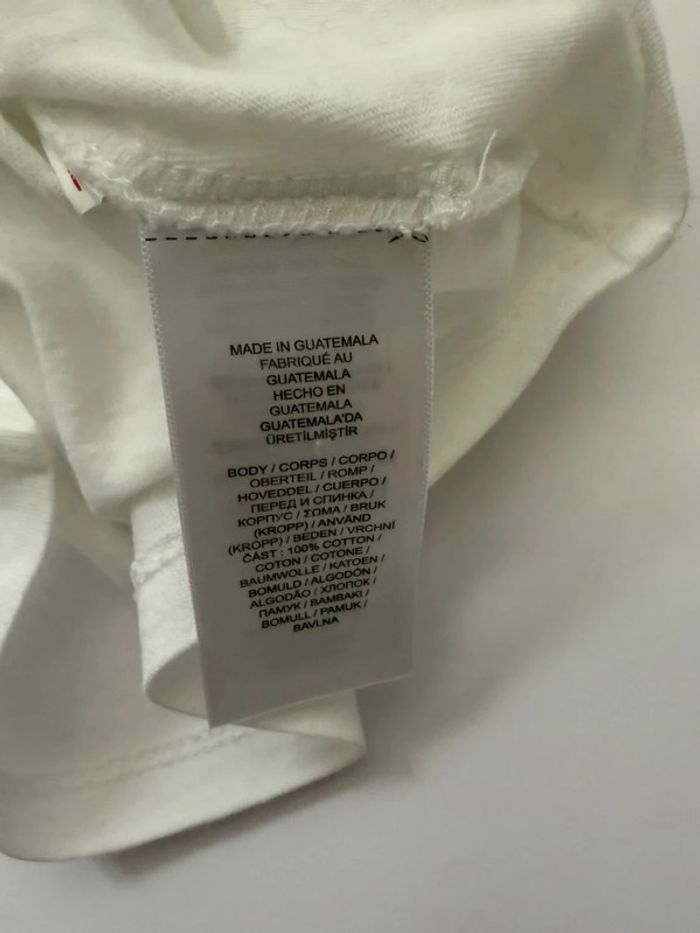 MADE IN GUATEMALA
FABRIQUÉ AU
GUATEMALA
HECHO EN
GUATEMALA
GUATEMALA'DA
ÜRETİLMİŞTİR
BODY / CORPS / CORPO /
OBERTEIL / ROMP /
HOVEDDEL / CUERPO /
ПЕРЕД И СПИНКА /
КОРПУС / ΣΩΜΑ / BRUK
(KROPP) / ANVÄND
(KROPP) / BEDEN / VRCHNÍ
ČÁST : 100% COTTON /
COTON / COTONE /
BAUMWOLLE / KATOEN /
BOMULD / ALGODÓN /
ALGODÃO / ХЛОПОК /
ПАМУК / ΒΑΜΒΑΚΙ /
BOMULL / PAMUK /
BAVLNA